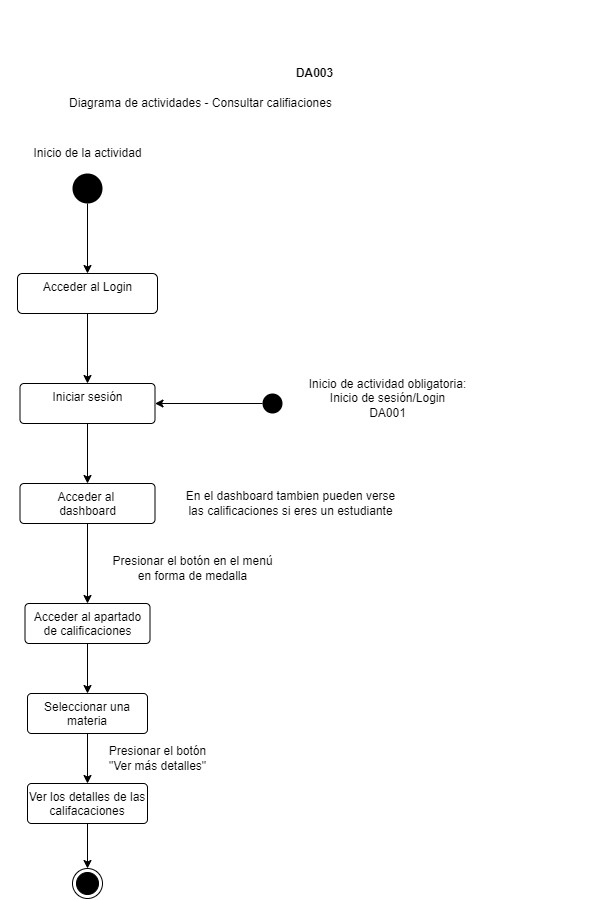 DA003
Diagrama de actividades - Consultar califiaciones
Inicio de la actividad
Acceder al Login
Iniciar sesión
Inicio de actividad obligatoria:
Inicio de sesión/Login
DA001
Acceder al
dashboard
En el dashboard tambien pueden verse
las calificaciones si eres un estudiante
Presionar el botón en el menú
en forma de medalla
Acceder al apartado
de calificaciones
Seleccionar una
materia
Presionar el botón
"Ver más detalles"
Ver los detalles de las
califacaciones